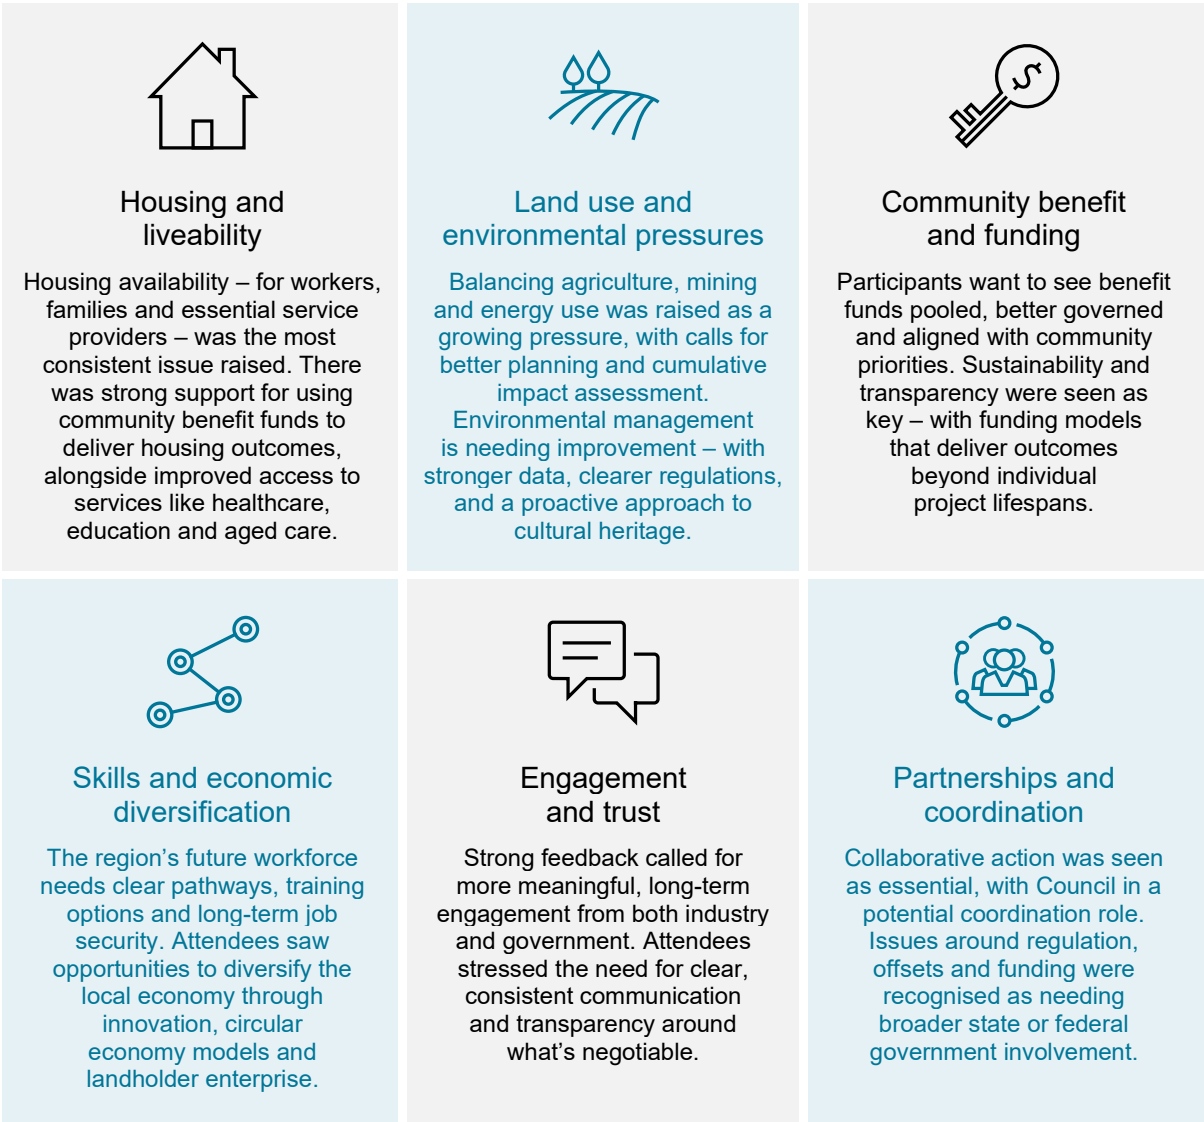 Housing and
liveability
Housing availability – for workers,
families and essential service
providers – was the most
consistent issue raised. There
was strong support for using
community benefit funds to
deliver housing outcomes,
alongside improved access to
services like healthcare,
education and aged care.
Land use and
environmental pressures
Balancing agriculture, mining
and energy use was raised as a
growing pressure, with calls for
better planning and cumulative
impact assessment.
Environmental management
is needing improvement – with
stronger data, clearer regulations,
and a proactive approach to
cultural heritage.
$
Community benefit
and funding
Participants want to see benefit
funds pooled, better governed
and aligned with community
priorities. Sustainability and
transparency were seen as
key – with funding models
that deliver outcomes
beyond individual
project lifespans.
Skills and economic
diversification
The region’s future workforce
needs clear pathways, training
options and long-term job
security. Attendees saw
opportunities to diversify the
local economy through
innovation, circular
economy models and
landholder enterprise.
Engagement
and trust
Strong feedback called for
more meaningful, long-term
engagement from both industry
and government. Attendees
stressed the need for clear,
consistent communication
and transparency around
what’s negotiable.
Partnerships and
coordination
Collaborative action was seen
as essential, with Council in a
potential coordination role.
Issues around regulation,
offsets and funding were
recognised as needing
broader state or federal
government involvement.